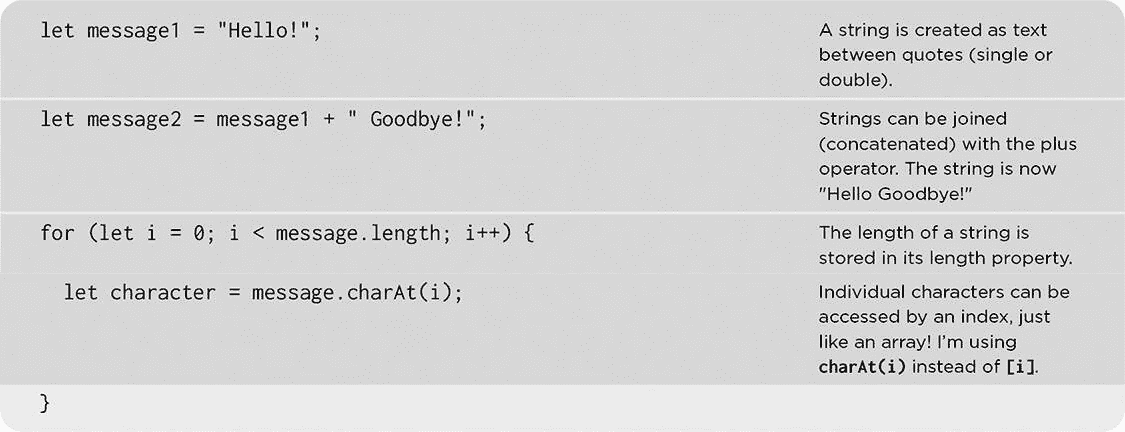 let message1 = "Hello!";
A string is created as text
between quotes (single or
double).
let message2 = message1 + " Goodbye!";
Strings can be joined
(concatenated) with the plus
operator. The string is now
"Hello Goodbye!"
for (let i = 0; i < message.length; i++) {
The length of a string is
stored in its length property.
let character = message.charAt(i);
Individual characters can be
accessed by an index, just
like an array! I'm using
charAt(i) instead of [i].
}